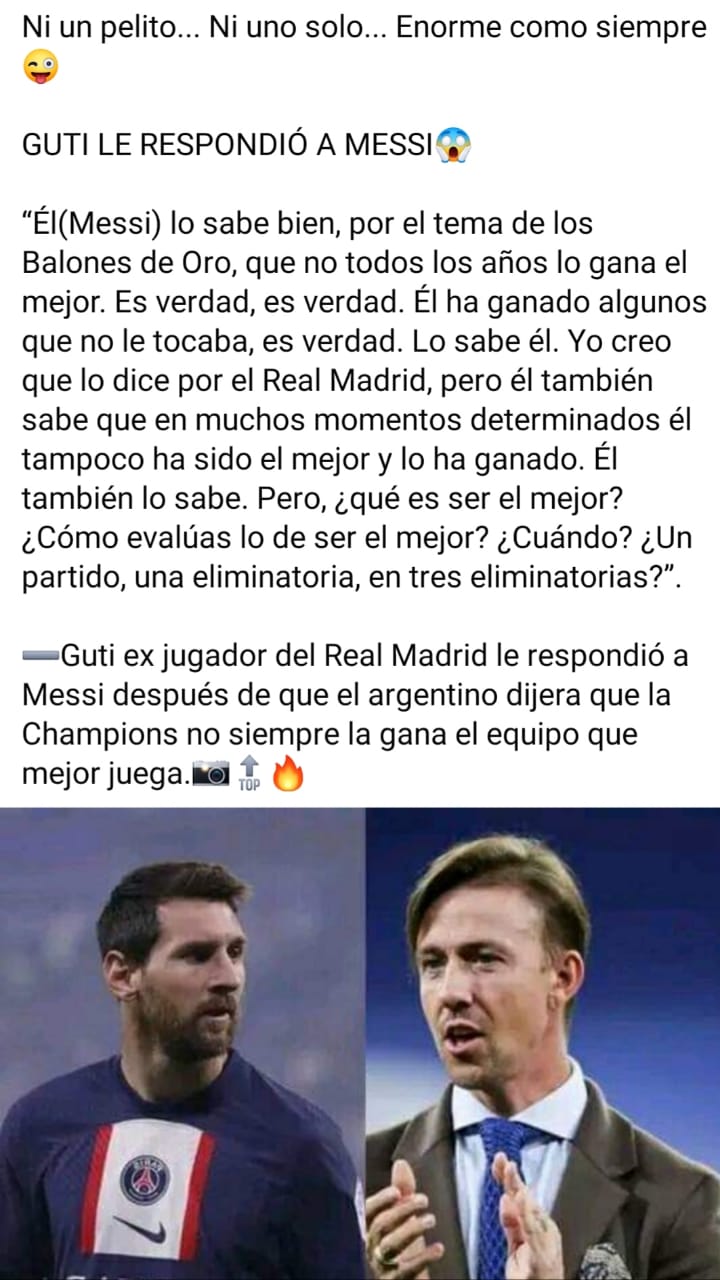 Ni un pelito... Ni uno solo... Enorme como siempre
😜
GUTI LE RESPONDIÓ A MESSI😱
“Él(Messi) lo sabe bien, por el tema de los
Balones de Oro, que no todos los años lo gana el
mejor. Es verdad, es verdad. Él ha ganado algunos
que no le tocaba, es verdad. Lo sabe él. Yo creo
que lo dice por el Real Madrid, pero él también
sabe que en muchos momentos determinados él
tampoco ha sido el mejor y lo ha ganado. Él
también lo sabe. Pero, ¿qué es ser el mejor?
¿Cómo evalúas lo de ser el mejor? ¿Cuándo? ¿Un
partido, una eliminatoria, en tres eliminatorias?”.
➖Guti ex jugador del Real Madrid le respondió a
Messi después de que el argentino dijera que la
Champions no siempre la gana el equipo que
mejor juega.📷🔝🔥
PARIS